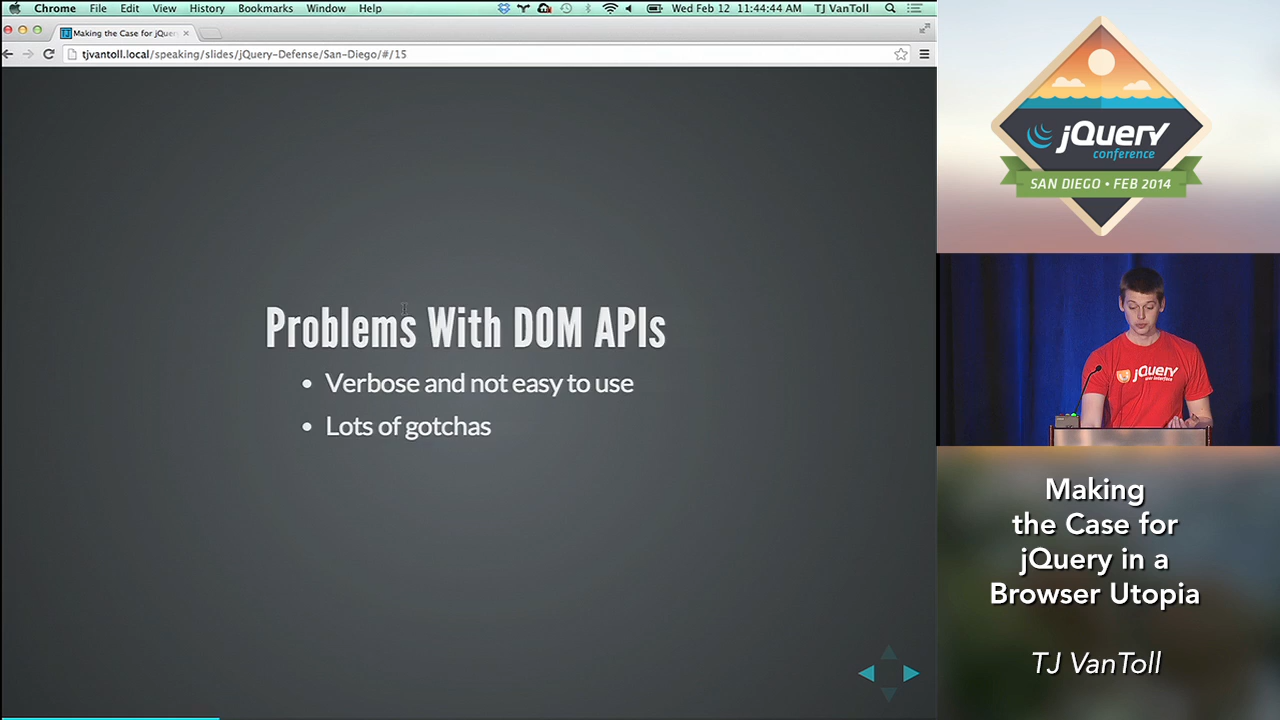 Chrome File Edit View History Bookmarks Window Help Wed Feb 12 11:44:44 AM TJ VanToll
Making the Case for jQuer
tjvantoll.local/speaking/slides/jQuery-Defense/San-Diego/#/15
Problems With DOM APIs
• Verbose and not easy to use
• Lots of gotchas
jQuery
conference
SAN DIEGO • FEB 2014
jQuery
user interface
Making
the Case for
jQuery in a
Browser Utopia
TJ VanToll